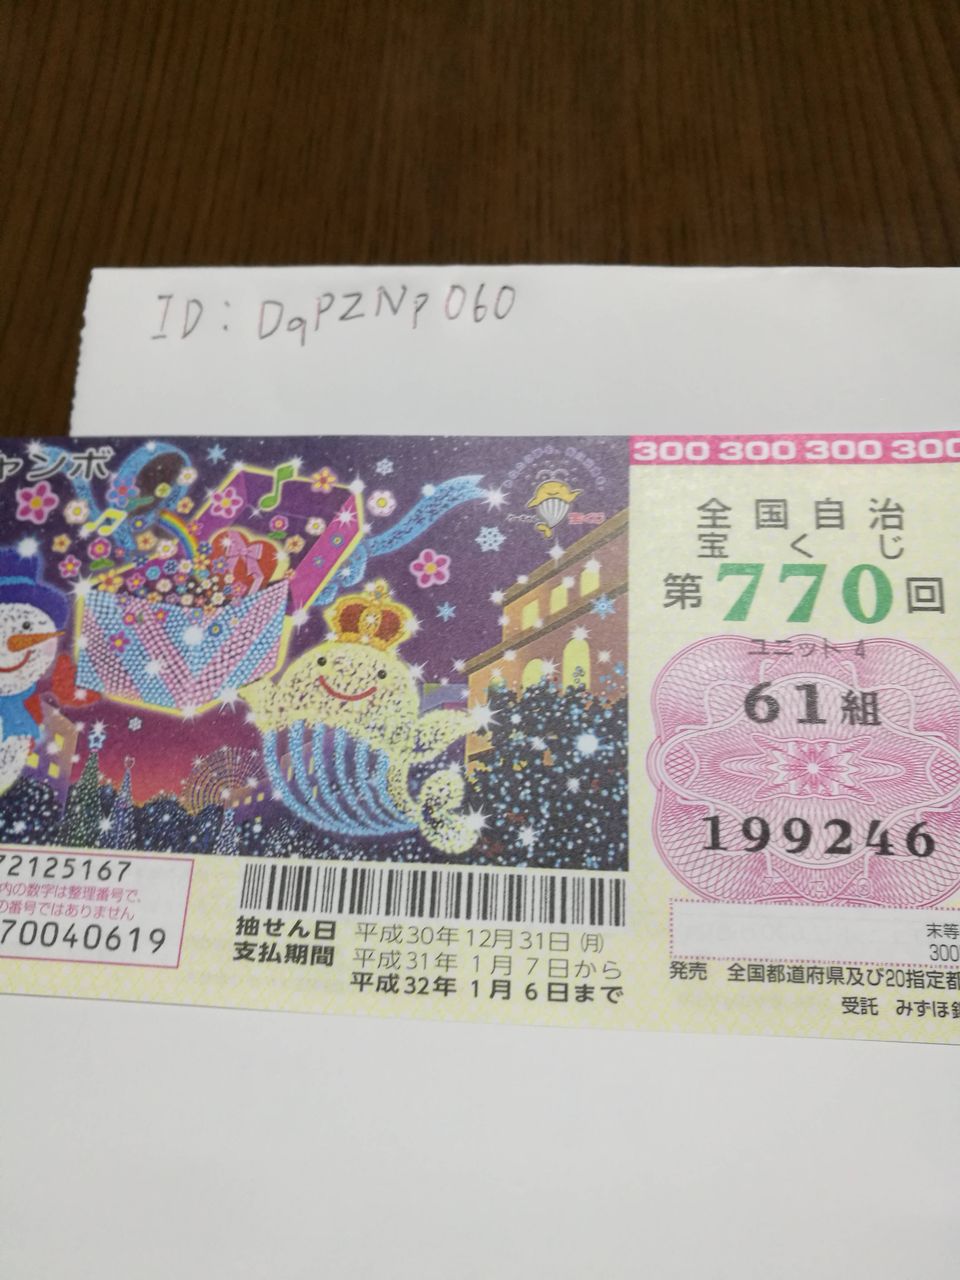 ID: DqPZNp060
ャンボ
300 300 300 300
全国自治
宝くじ
第770回
ユニット 4
61組
199246
72125167
内の数字は整理番号で、
の番号ではありません
70040619
抽せん日 平成30年12月31日(月)
支払期間 平成31年 1月 7日から
平成32年 1月 6日まで
末等
300
発売 全国都道府県及び20指定都
受託 みずほ銀